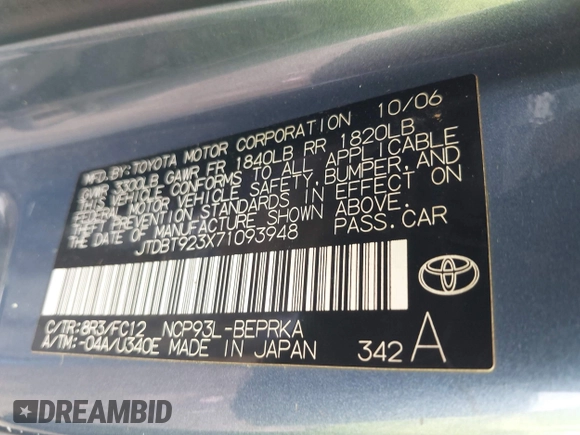 MFD. BY: TOYOTA MOTOR CORPORATION 10/06
GVWR 3300LB GAWR FR 1840LB RR 1820LB
THIS VEHICLE CONFORMS TO ALL APPLICABLE
FEDERAL MOTOR VEHICLE SAFETY, BUMPER, AND
THEFT PREVENTION STANDARDS IN EFFECT ON
THE DATE OF MANUFACTURE SHOWN ABOVE.
JTDBT923X71093948 PASS. CAR
TOYOTA
C/TR: 8R3/FC12 NCP93L-BEPRKA
A/TM: -04A/U340E MADE IN JAPAN 342 A
DREAMBID